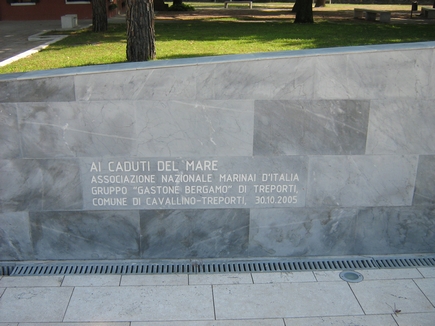 AI CADUTI DEL MARE
ASSOCIAZIONE NAZIONALE MARINAI D'ITALIA
GRUPPO "GASTONE BERGAMO" DI TREPORTI,
COMUNE DI CAVALLINO-TREPORTI, 30.10.2005